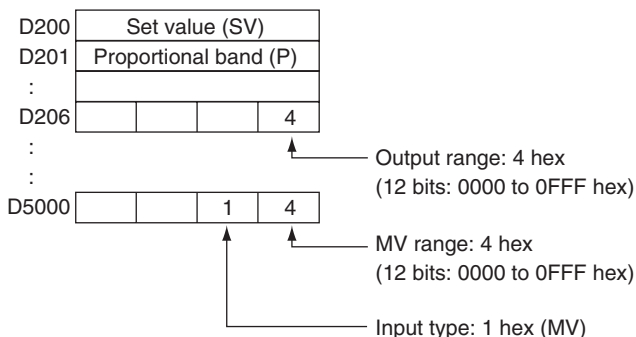 D200 Set value (SV)
D201 Proportional band (P)
:
D206 4
:
Output range: 4 hex
(12 bits: 0000 to 0FFF hex)
:
D5000 1 4
MV range: 4 hex
(12 bits: 0000 to 0FFF hex)
Input type: 1 hex (MV)